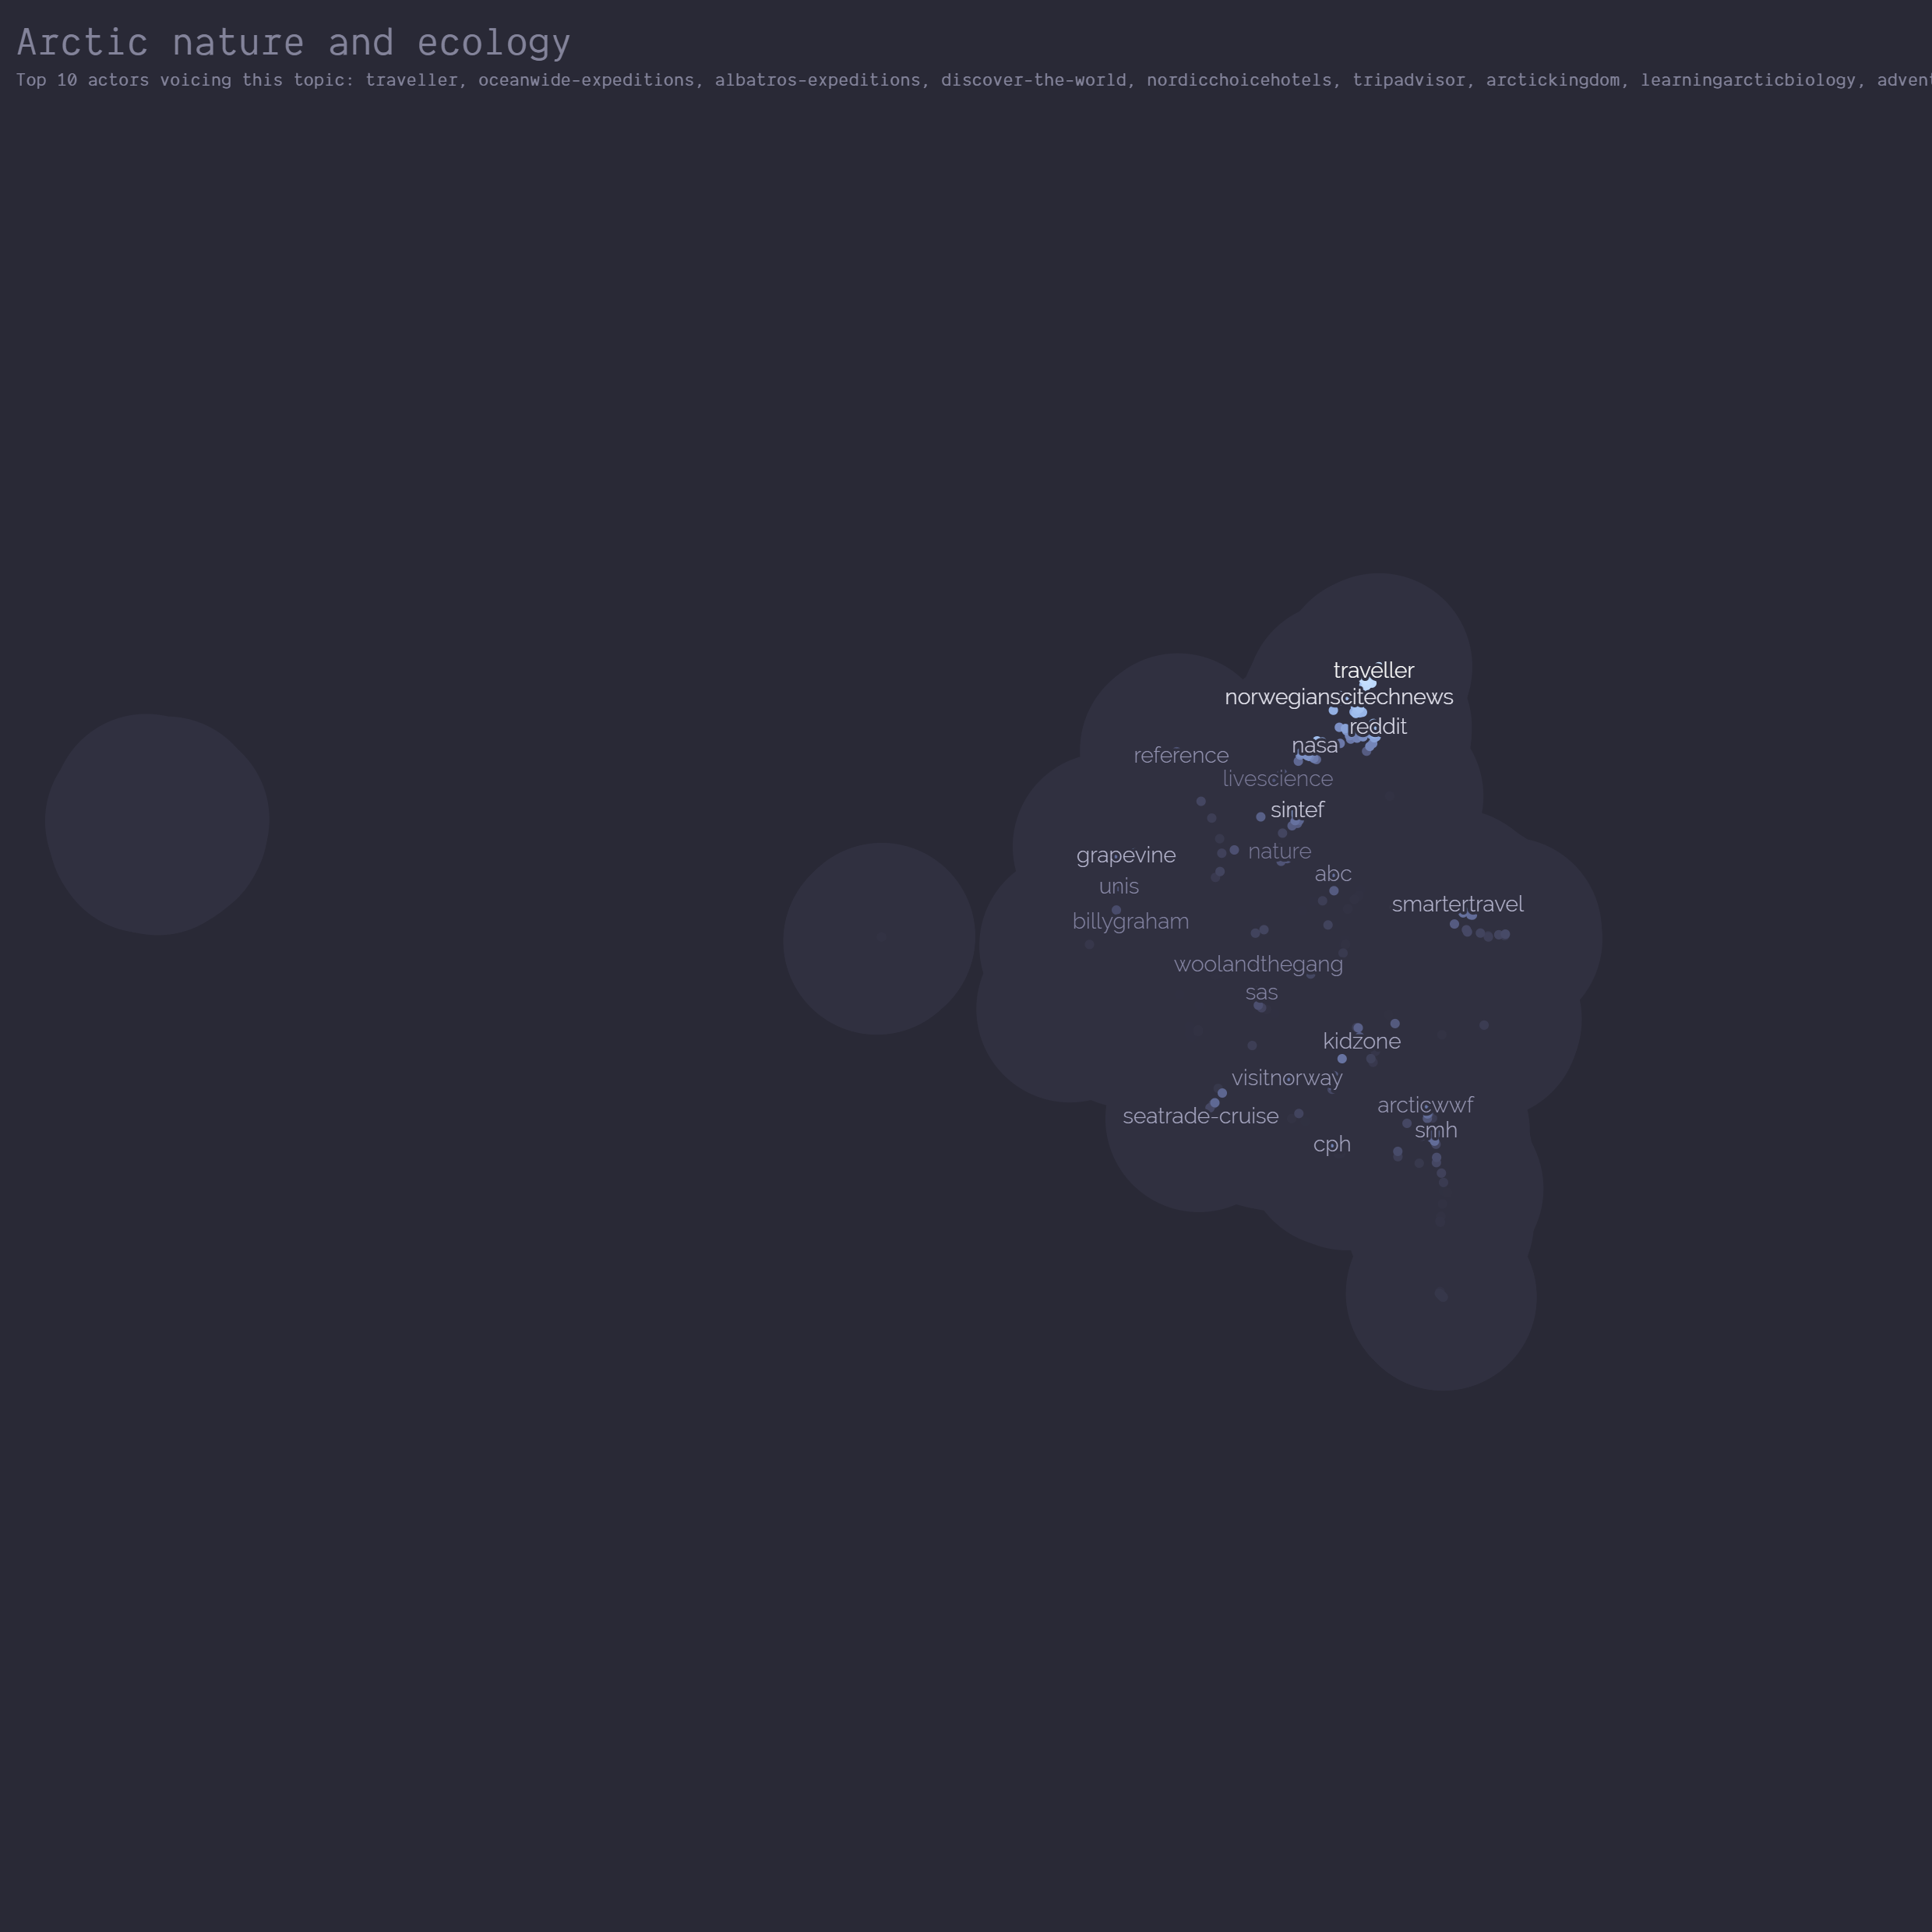 Arctic nature and ecology
Top 10 actors voicing this topic: traveller, oceanwide-expeditions, albatros-expeditions, discover-the-world, nordicchoicehotels, tripadvisor, arctickingdom, learningarcticbiology,
traveller
norwegianscitechnews
reddit
nasa
reference
livescience
sintef
nature
grapevine
abc
unis
smartertravel
billygraham
woolandthegang
sas
kidzone
visitnorway
arcticwwf
seatrade-cruise
smh
cph